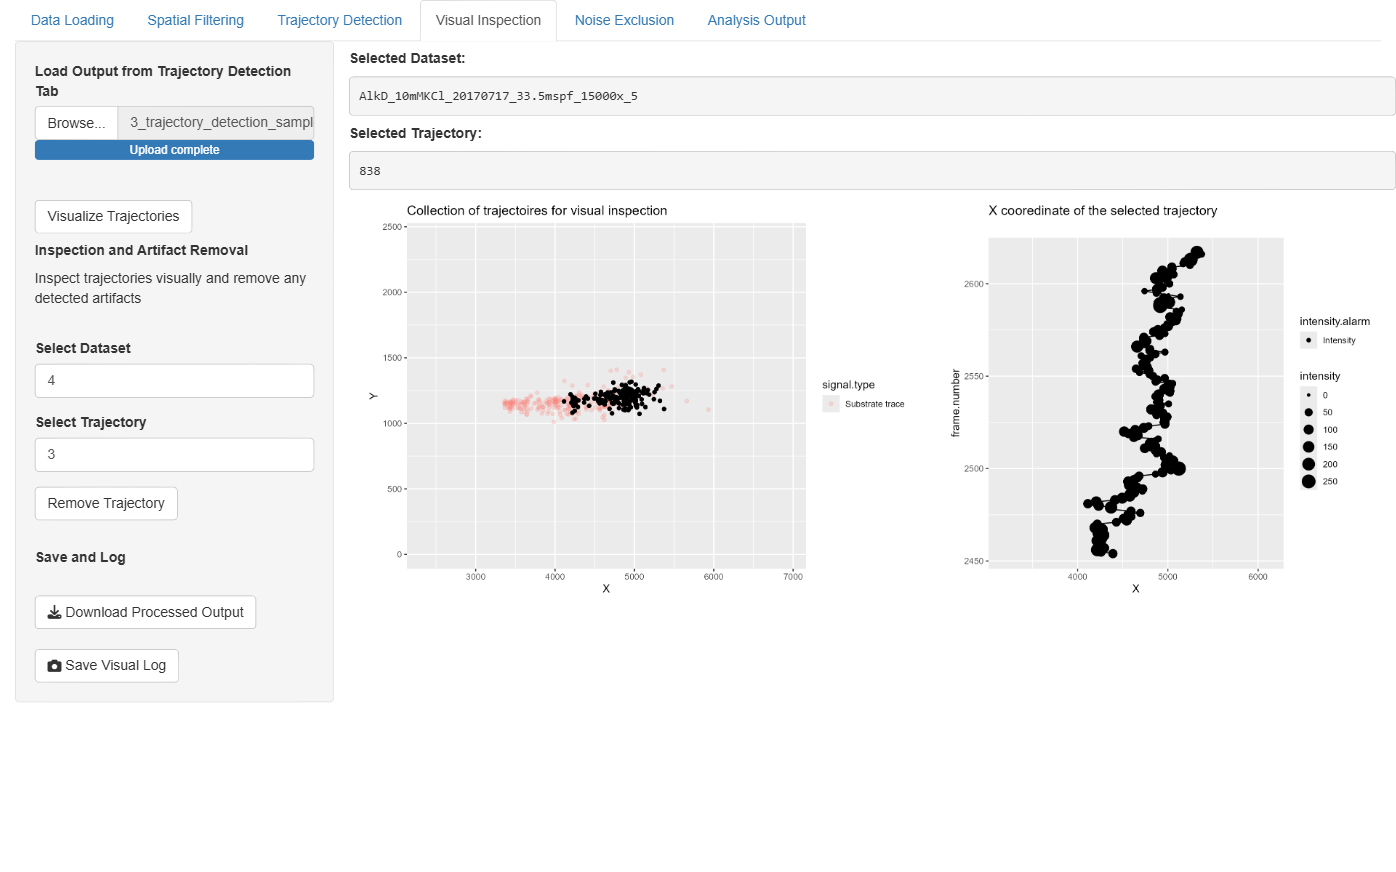 Data Loading
Spatial Filtering
Trajectory Detection
Visual Inspection
Noise Exclusion
Analysis Output
Load Output from Trajectory Detection
Tab
Browse...
3_trajectory_detection_sampl
Upload complete
Visualize Trajectories
Inspection and Artifact Removal
Inspect trajectories visually and remove any
detected artifacts
Select Dataset
4
Select Trajectory
3
Remove Trajectory
Save and Log
Download Processed Output
Save Visual Log
Selected Dataset:
AlkD_10mMKCl_20170717_33.5mspf_15000x_5
Selected Trajectory:
838
Collection of trajectoires for visual inspection
2500
2000
1500
1000
500
0
Y
3000
4000
5000
6000
7000
X
signal.type
Substrate trace
X cooredinate of the selected trajectory
2600
2550
2500
2450
frame.number
4000
5000
6000
X
intensity.alarm
Intensity
intensity
0
50
100
150
200
250